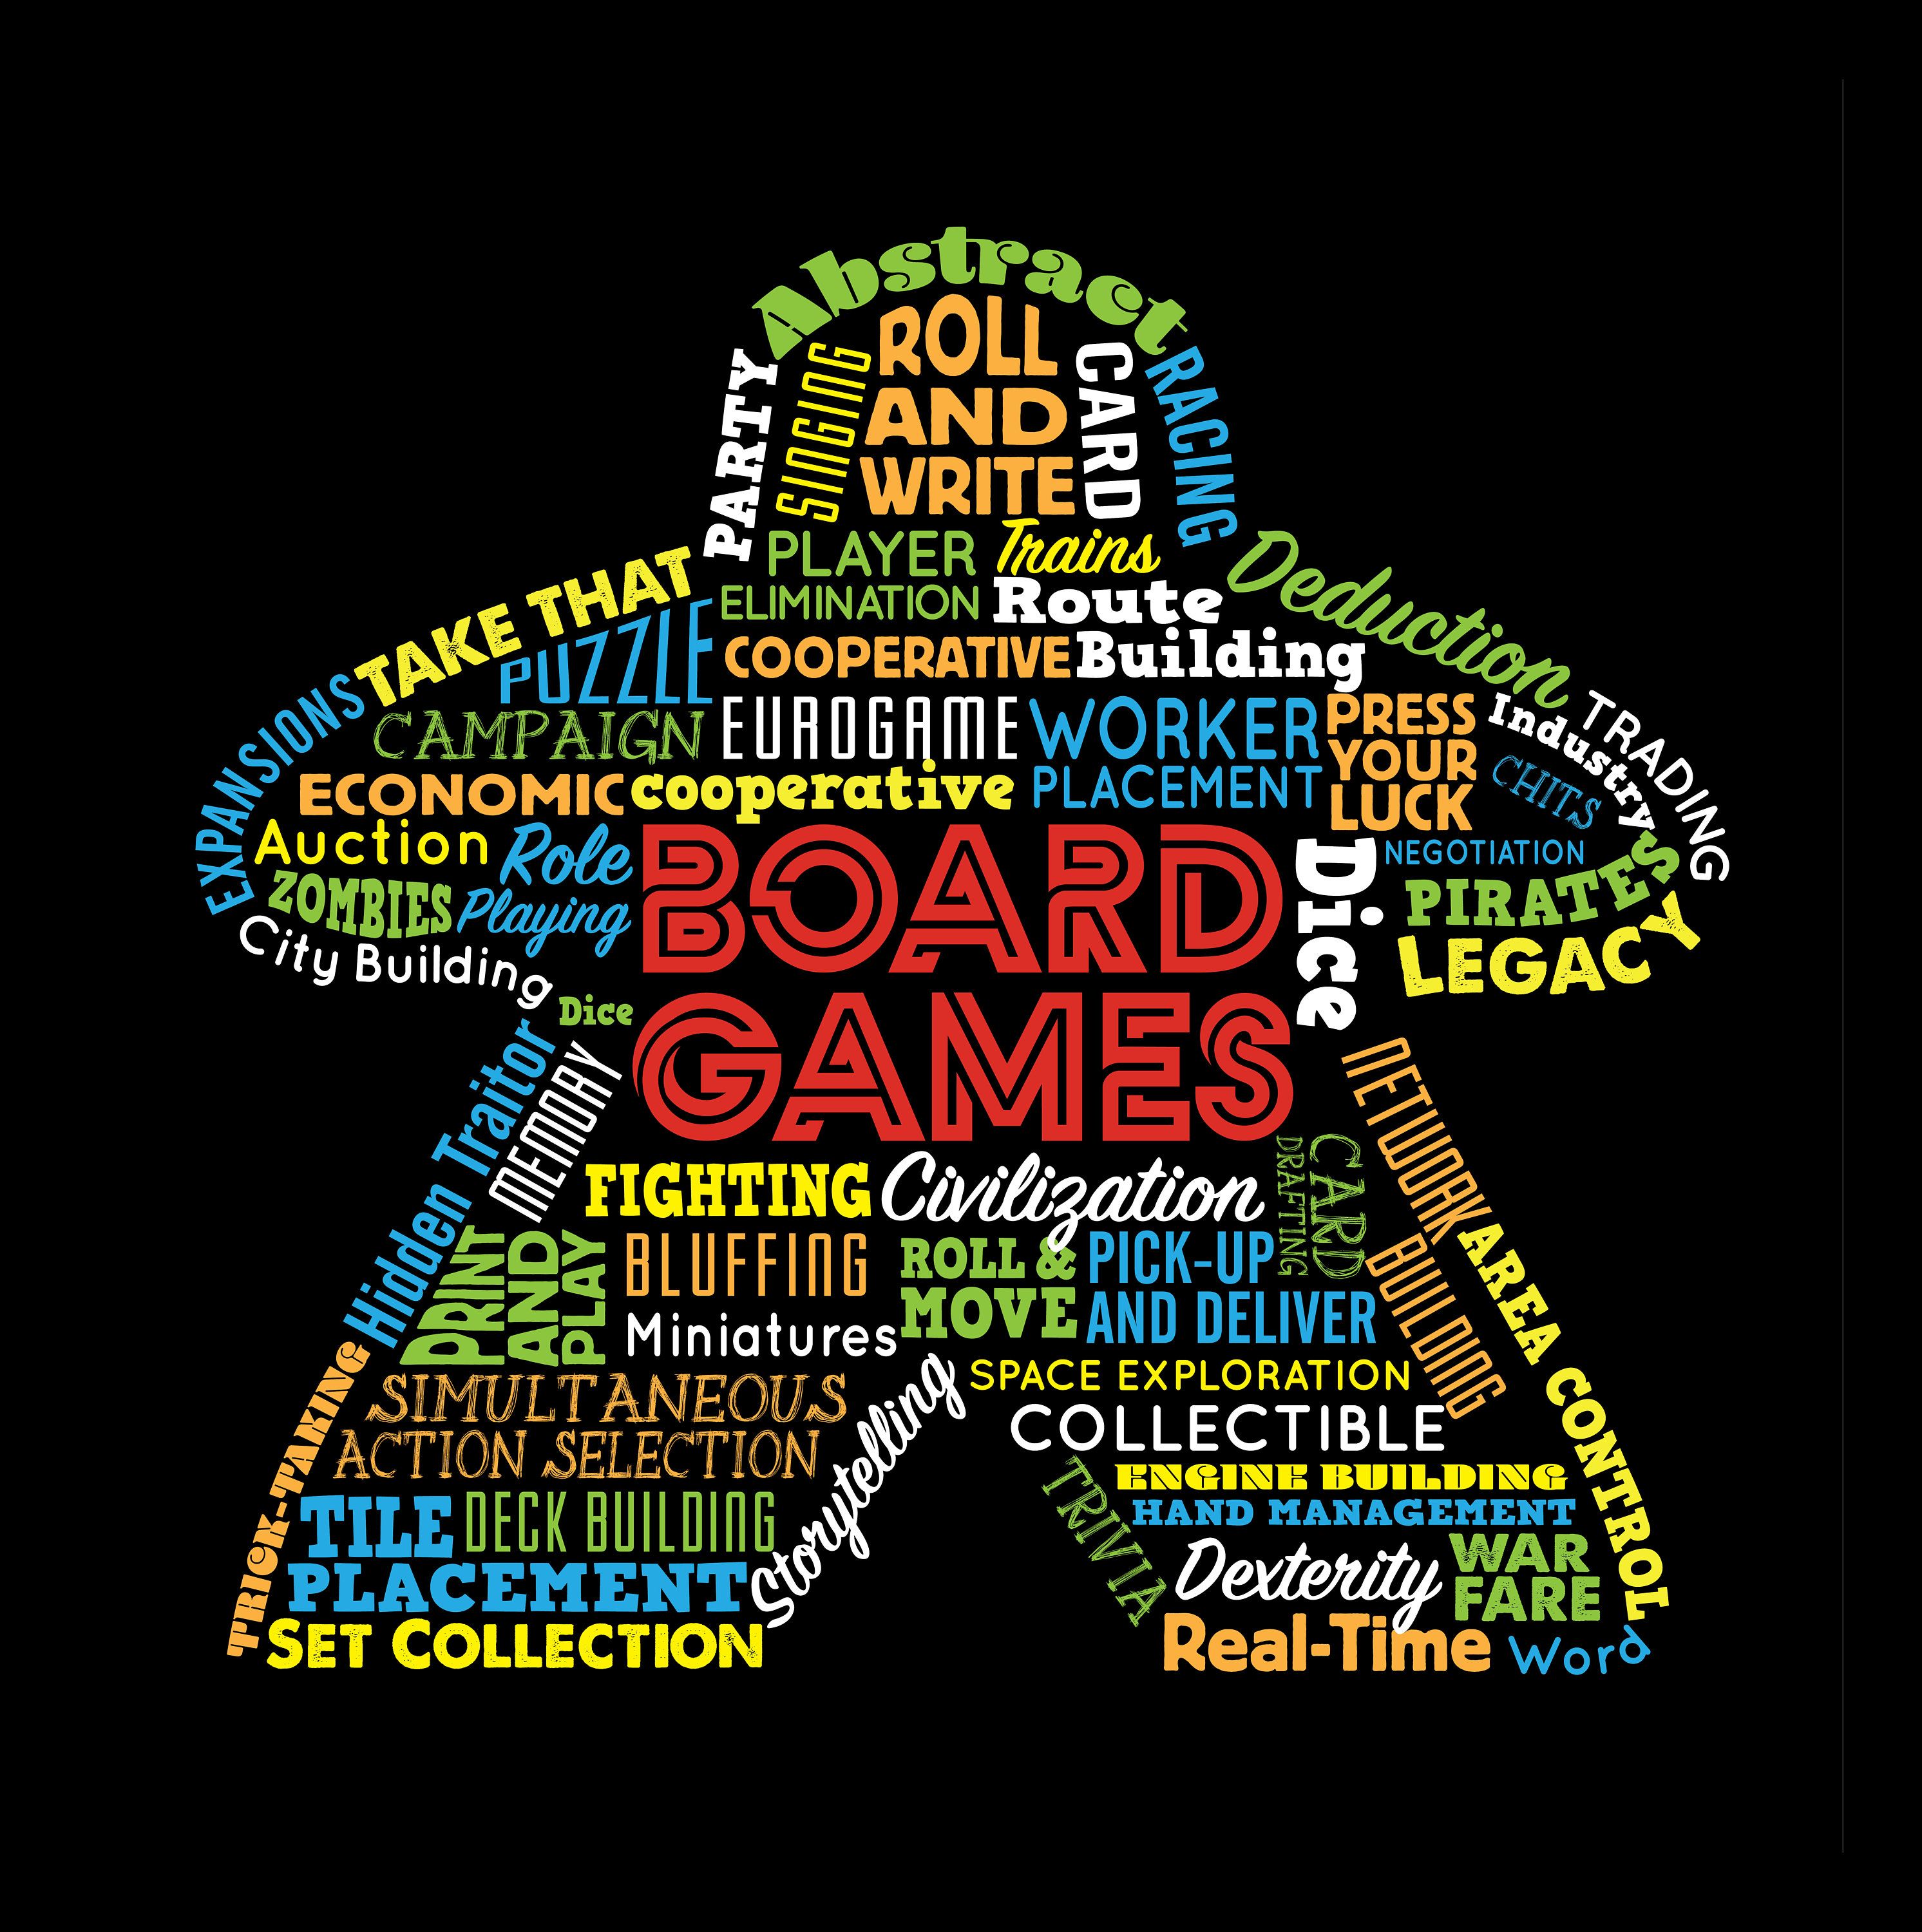 Abstract
PARTY
SINGING
ROLL
AND
WRITE
CARD
RACING
PLAYER
ELIMINATION
Trains
Route
Building
Deduction
TAKE THAT
PUZZLE
COOPERATIVE
EXPANSIONS
CAMPAIGN
EUROGAME
WORKER
PLACEMENT
PRESS
YOUR
LUCK
Industry
TRADING
CHITS
ECONOMIC
cooperative
Auction
Role
Playing
ZOMBIES
City Building
BOARD
GAMES
Dice
NEGOTIATION
PIRATES
LEGACY
Dice
Hidden Traitor
MEMORY
FIGHTING
Civilization
CARD
DRAFTING
NETWORK
BUILDING
AREA CONTROL
PRINT
AND
PLAY
BLUFFING
ROLL &
MOVE
PICK-UP
AND DELIVER
Miniatures
SPACE EXPLORATION
TRICK-TAKING
SIMULTANEOUS
ACTION SELECTION
Storytelling
COLLECTIBLE
TRIVIA
ENGINE BUILDING
HAND MANAGEMENT
TILE
PLACEMENT
DECK BUILDING
Dexterity
WAR
FARE
SET COLLECTION
Real-Time
Word